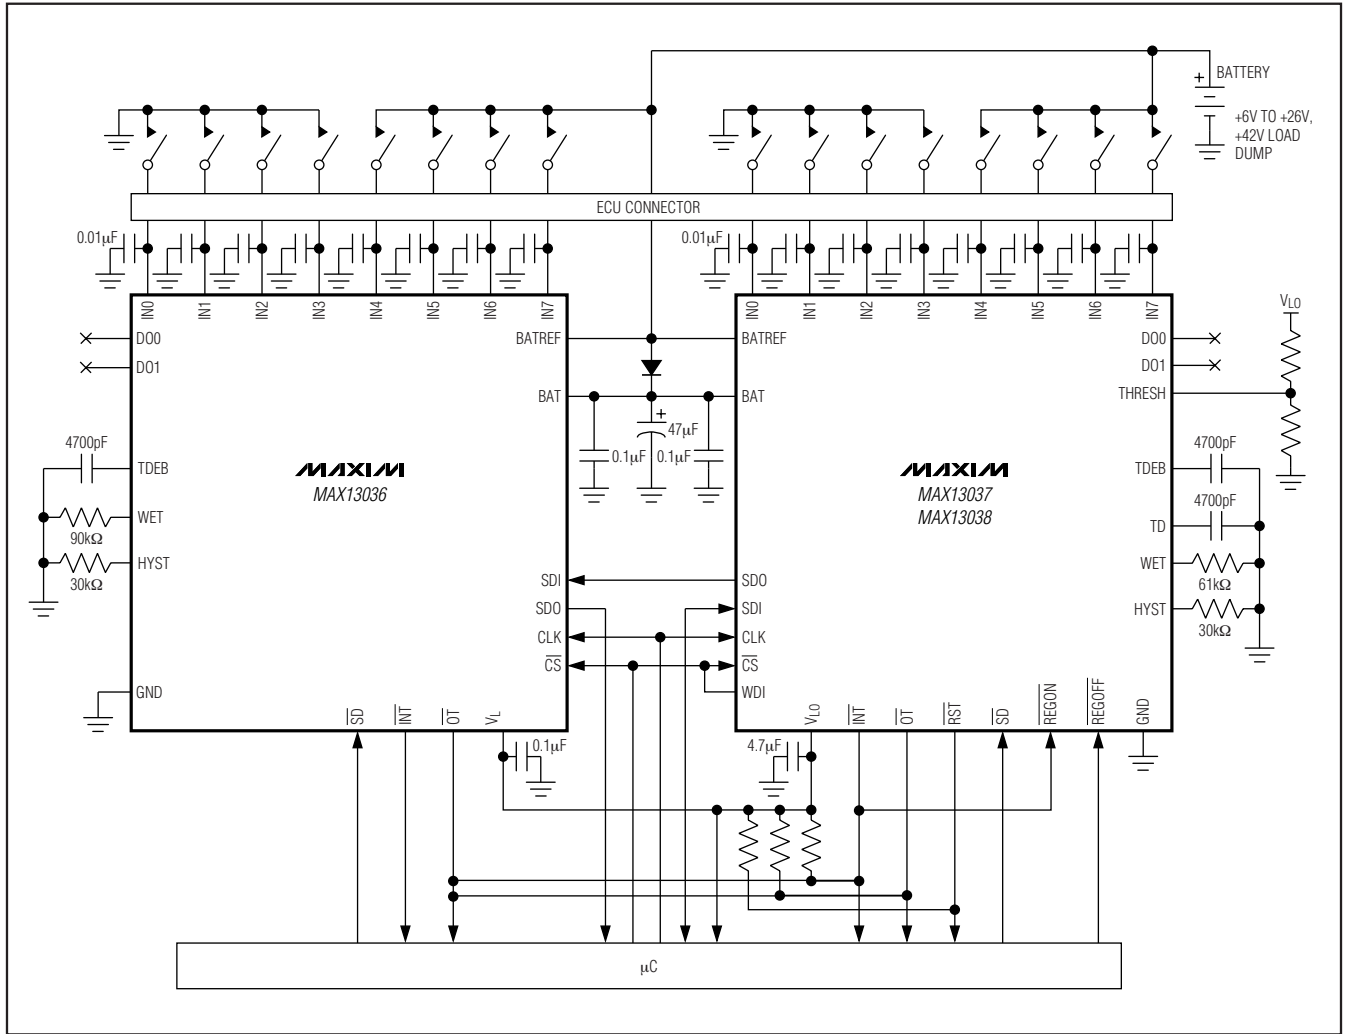 + BATTERY
+6V TO +26V,
+42V LOAD
DUMP
ECU CONNECTOR
0.01µF
0.01µF
IN0 IN1 IN2 IN3 IN4 IN5 IN6 IN7
IN0 IN1 IN2 IN3 IN4 IN5 IN6 IN7
VLO
DO0
BATREF
BATREF
DO0
DO1
DO1
BAT
BAT
THRESH
+
47µF
0.1µF
0.1µF
4700pF
TDEB
MAXIM
MAX13036
MAXIM
MAX13037
MAX13038
4700pF
TDEB
4700pF
TD
WET
90kΩ
HYST
30kΩ
WET
61kΩ
HYST
30kΩ
SDI
SDO
SDO
SDI
CLK
CLK
CS
CS
WDI
GND
SD INT OT VL
VLO INT OT RST SD REGON REGOFF GND
0.1µF
4.7µF
µC